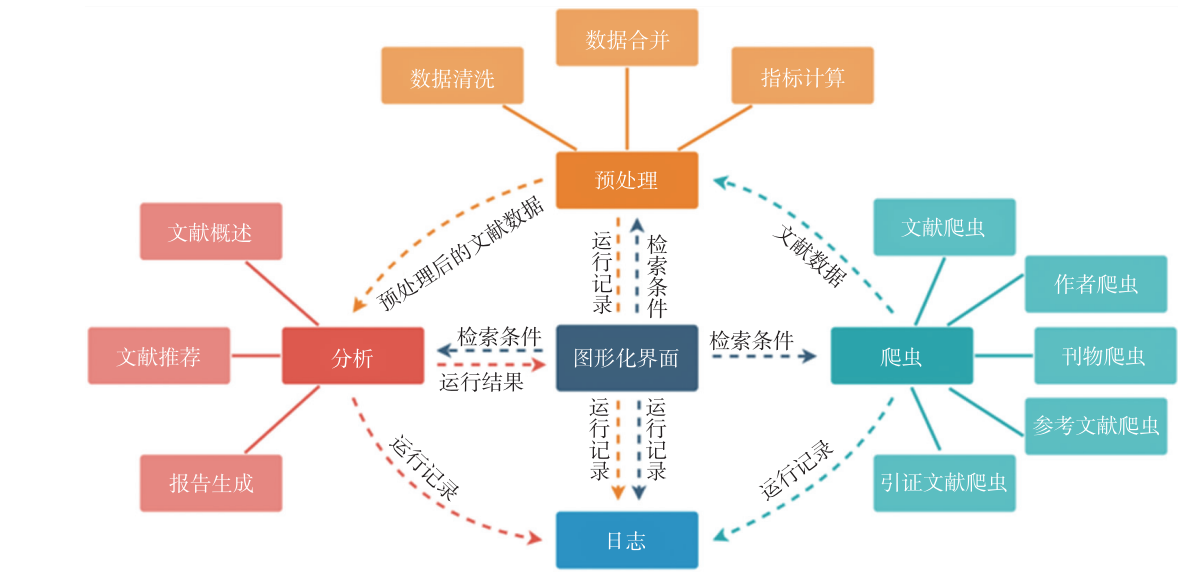 数据合并
数据清洗
指标计算
预处理
文献概述
预处理后的文献数据
运行记录
检索条件
文献数据
文献爬虫
作者爬虫
文献推荐
分析
检索条件
运行结果
图形化界面
检索条件
爬虫
刊物爬虫
参考文献爬虫
报告生成
运行记录
运行记录
运行记录
运行记录
引证文献爬虫
日志